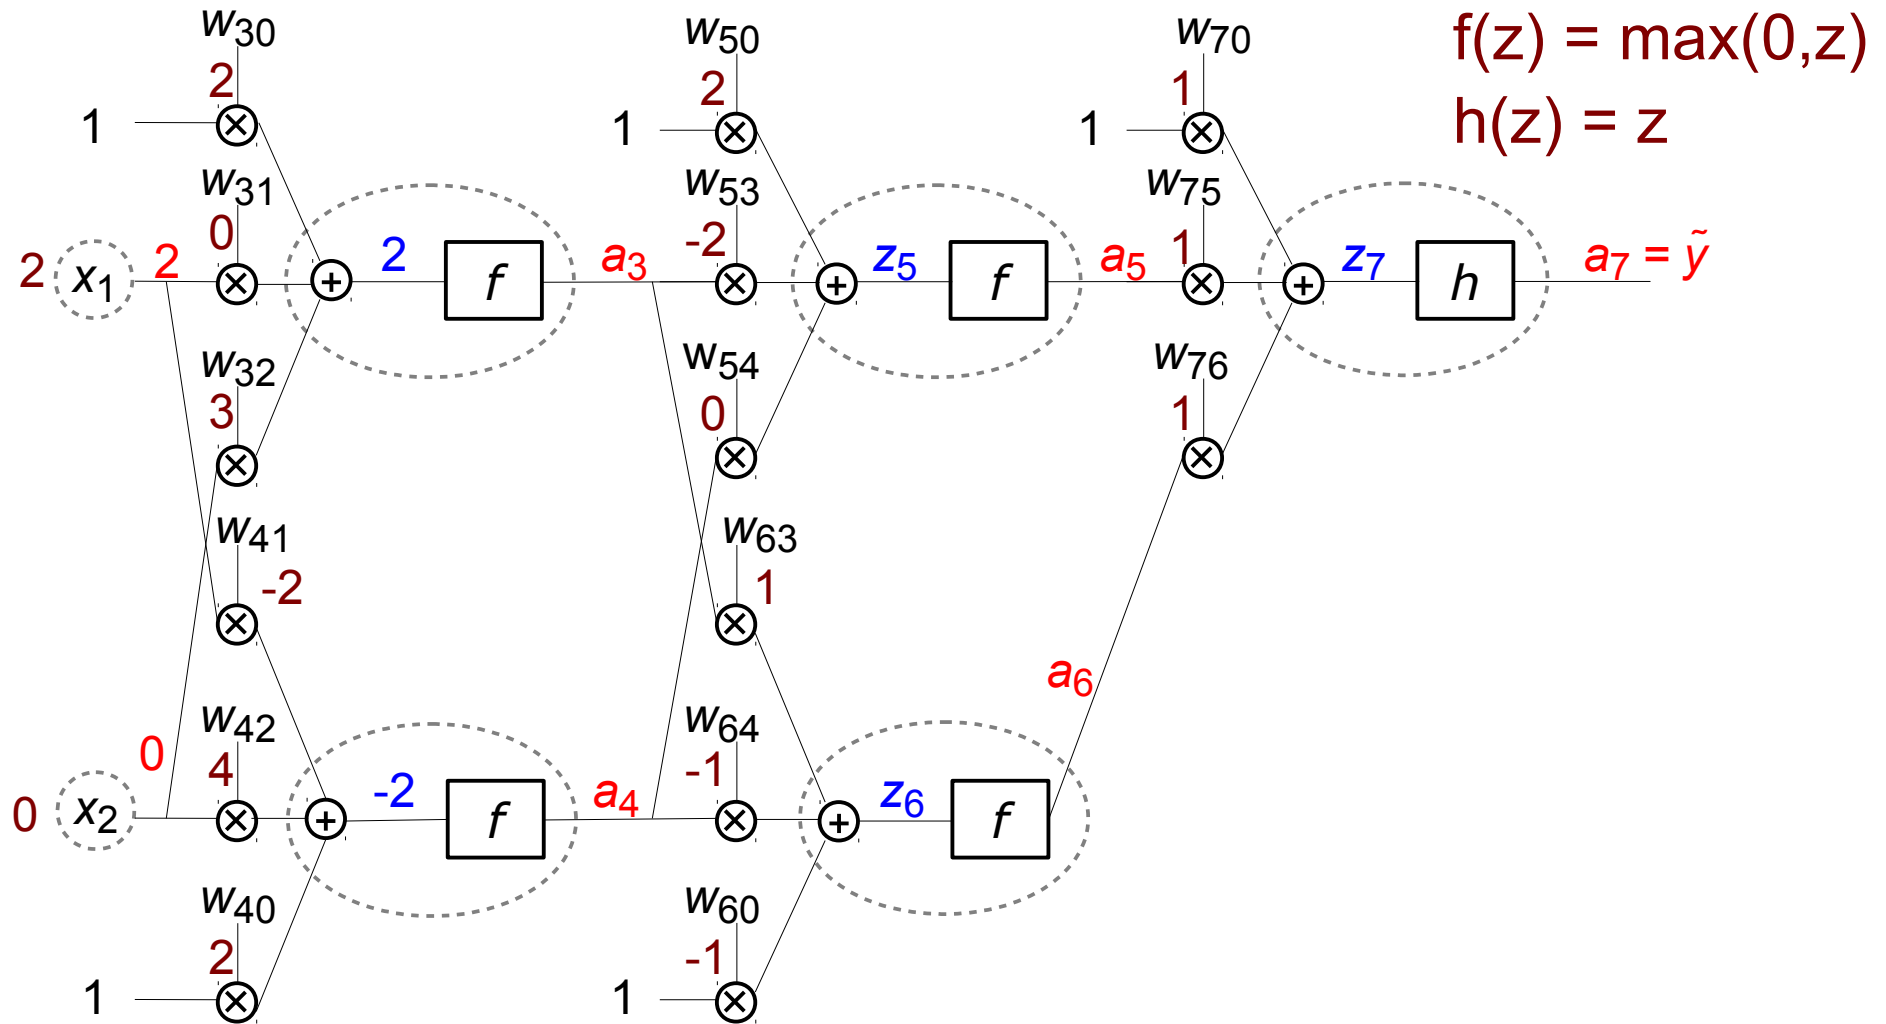 w30 w50 w70 f(z) = max(0,z)
2 2 1
1 1 1 h(z) = z
w31 w53 w75
0 -2 1
2 x1 2 2 f a3 z5 f a5 z7 h a7 = ỹ
w32 w54 w76
3 0 1
w41 w63
-2 1
a6
w42 w64
0 4 -1
0 x2 -2 f a4 z6 f
w40 w60
2 -1
1 1